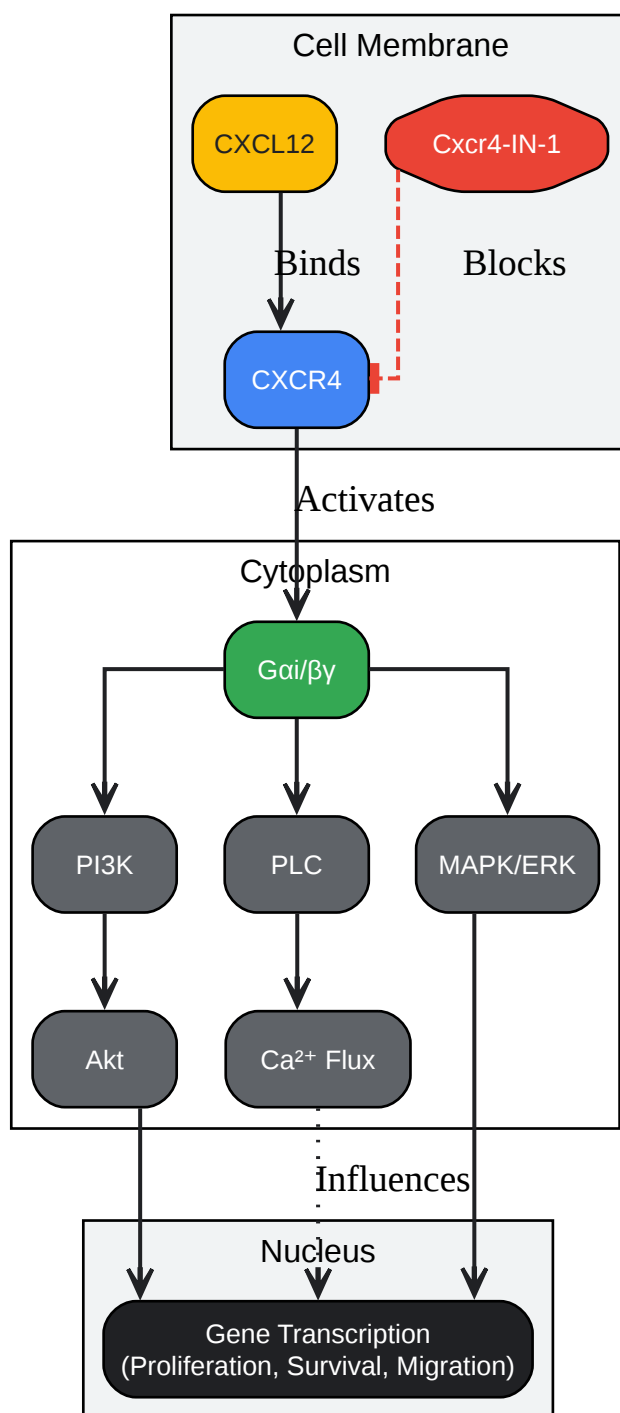 Cell Membrane
CXCL12
Cxcr4-IN-1
Binds
Blocks
CXCR4
Activates
Cytoplasm
Gαi/βγ
PI3K
PLC
MAPK/ERK
Akt
Ca²⁺ Flux
Influences
Nucleus
Gene Transcription
(Proliferation, Survival, Migration)